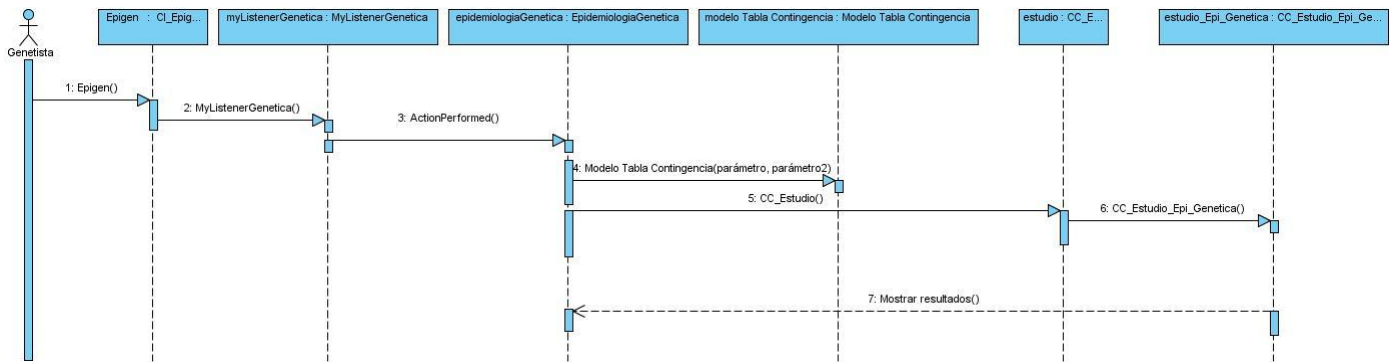 Epigen : CI_Epig...
myListenerGenetica : MyListenerGenetica
epidemiologiaGenetica : EpidemiologiaGenetica
modelo Tabla Contingencia : Modelo Tabla Contingencia
estudio : CC_E...
estudio_Epi_Genetica : CC_Estudio_Epi_Ge...
Genetista
1: Epigen()
2: MyListenerGenetica()
3: ActionPerformed()
4: Modelo Tabla Contingencia(parámetro, parámetro2)
5: CC_Estudio()
6: CC_Estudio_Epi_Genetica()
7: Mostrar resultados()